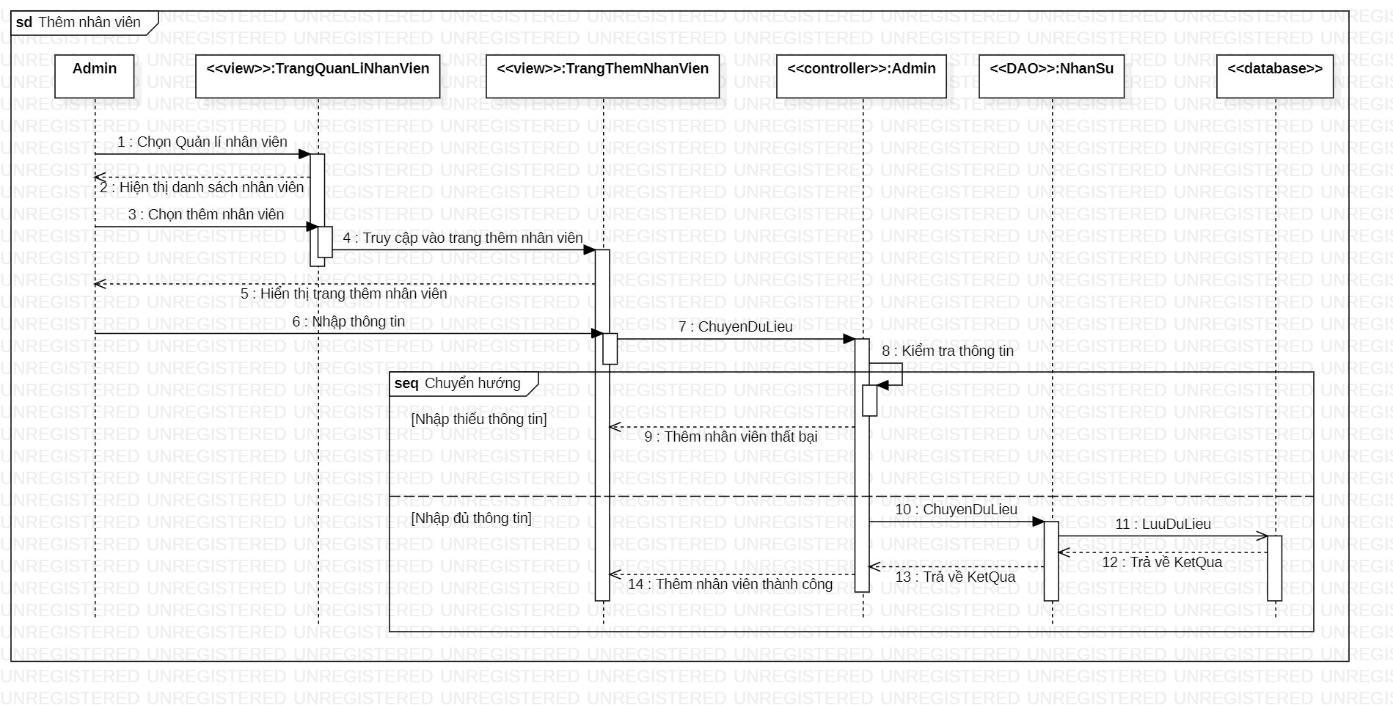 sd Thêm nhân viên
Admin
<<view>>:TrangQuanLiNhanVien
<<view>>:TrangThemNhanVien
<<controller>>:Admin
<<DAO>>:NhanSu
<<database>>
1 : Chọn Quản lí nhân viên
2 : Hiện thị danh sách nhân viên
3 : Chọn thêm nhân viên
4 : Truy cập vào trang thêm nhân viên
5 : Hiển thị trang thêm nhân viên
6 : Nhập thông tin
7 : ChuyenDuLieu
8 : Kiểm tra thông tin
seq Chuyển hướng
[Nhập thiếu thông tin]
9 : Thêm nhân viên thất bại
[Nhập đủ thông tin]
10 : ChuyenDuLieu
11 : LuuDuLieu
12 : Trả về KetQua
13 : Trả về KetQua
14 : Thêm nhân viên thành công
UNREGISTERED